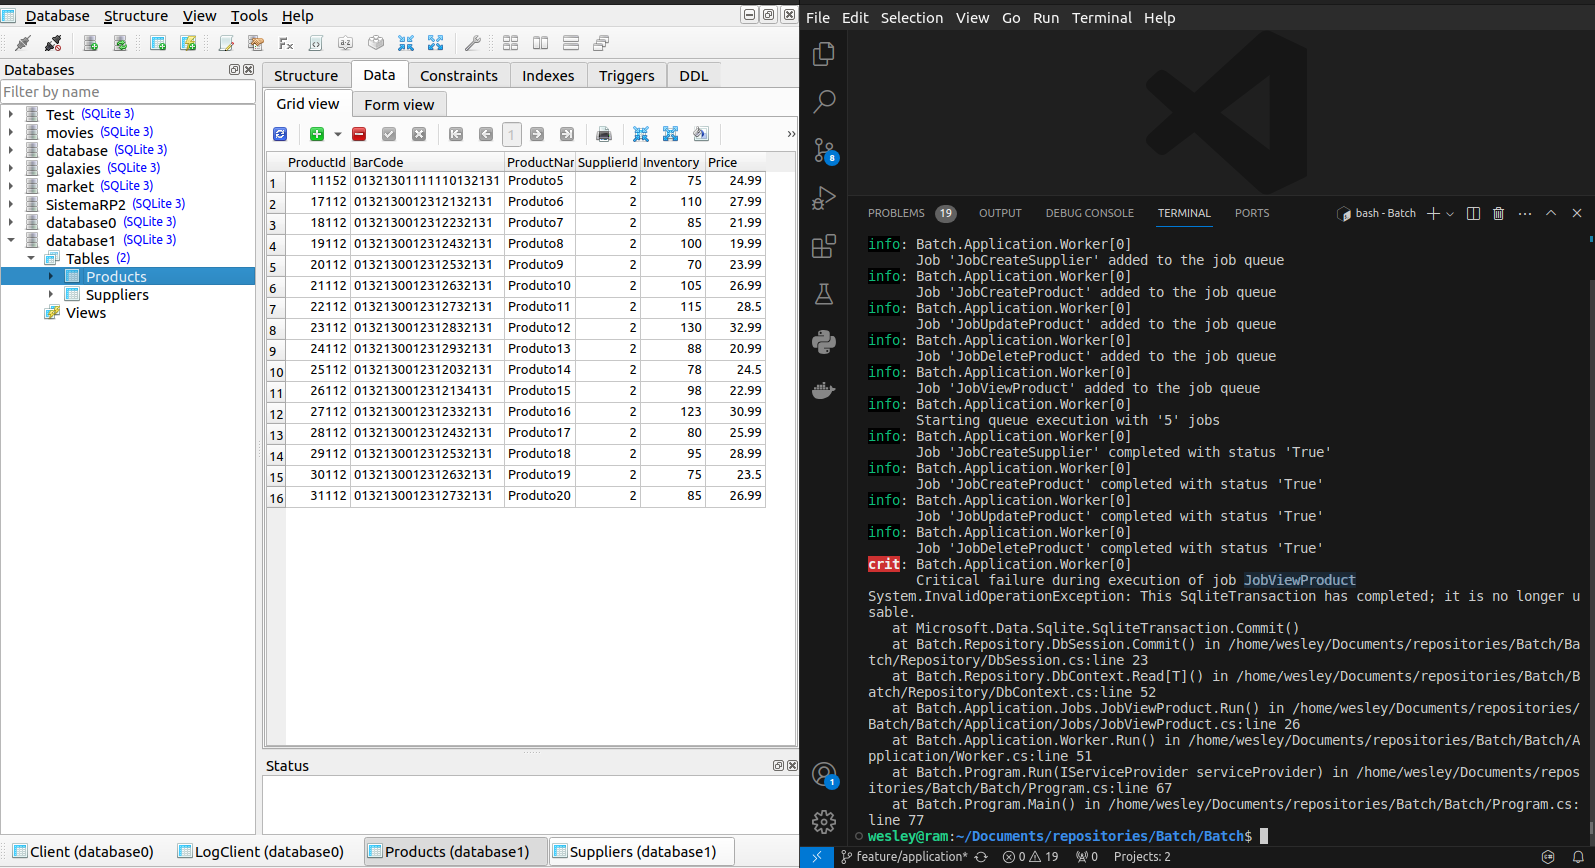 Database Structure View Tools Help
Databases
Filter by name
Test (SQLite 3)
movies (SQLite 3)
database (SQLite 3)
galaxies (SQLite 3)
market (SQLite 3)
SistemaRP2 (SQLite 3)
database0 (SQLite 3)
database1 (SQLite 3)
Tables (2)
Products
Suppliers
Views
Structure Data Constraints Indexes Triggers DDL
Grid view Form view
1 »
ProductId BarCode ProductNar SupplierId Inventory Price
1 11152 01321301111110132131 Produto5 2 75 24.99
2 17112 0132130012312132131 Produto6 2 110 27.99
3 18112 0132130012312232131 Produto7 2 85 21.99
4 19112 0132130012312432131 Produto8 2 100 19.99
5 20112 0132130012312532131 Produto9 2 70 23.99
6 21112 0132130012312632131 Produto10 2 105 26.99
7 22112 0132130012312732131 Produto11 2 115 28.5
8 23112 0132130012312832131 Produto12 2 130 32.99
9 24112 0132130012312932131 Produto13 2 88 20.99
10 25112 0132130012312032131 Produto14 2 78 24.5
11 26112 0132130012312134131 Produto15 2 98 22.99
12 27112 0132130012312332131 Produto16 2 123 30.99
13 28112 0132130012312432131 Produto17 2 80 25.99
14 29112 0132130012312532131 Produto18 2 95 28.99
15 30112 0132130012312632131 Produto19 2 75 23.5
16 31112 0132130012312732131 Produto20 2 85 26.99
Status
Client (database0) LogClient (database0) Products (database1) Suppliers (database1)
File Edit Selection View Go Run Terminal Help
8
PROBLEMS 19 OUTPUT DEBUG CONSOLE TERMINAL PORTS bash - Batch
info: Batch.Application.Worker[0]
Job 'JobCreateSupplier' added to the job queue
info: Batch.Application.Worker[0]
Job 'JobCreateProduct' added to the job queue
info: Batch.Application.Worker[0]
Job 'JobUpdateProduct' added to the job queue
info: Batch.Application.Worker[0]
Job 'JobDeleteProduct' added to the job queue
info: Batch.Application.Worker[0]
Job 'JobViewProduct' added to the job queue
info: Batch.Application.Worker[0]
Starting queue execution with '5' jobs
info: Batch.Application.Worker[0]
Job 'JobCreateSupplier' completed with status 'True'
info: Batch.Application.Worker[0]
Job 'JobCreateProduct' completed with status 'True'
info: Batch.Application.Worker[0]
Job 'JobUpdateProduct' completed with status 'True'
info: Batch.Application.Worker[0]
Job 'JobDeleteProduct' completed with status 'True'
crit: Batch.Application.Worker[0]
Critical failure during execution of job JobViewProduct
System.InvalidOperationException: This SqliteTransaction has completed; it is no longer u
sable.
at Microsoft.Data.Sqlite.SqliteTransaction.Commit()
at Batch.Repository.DbSession.Commit() in /home/wesley/Documents/repositories/Batch/Ba
tch/Repository/DbSession.cs:line 23
at Batch.Repository.DbContext.Read[T]() in /home/wesley/Documents/repositories/Batch/B
atch/Repository/DbContext.cs:line 52
at Batch.Application.Jobs.JobViewProduct.Run() in /home/wesley/Documents/repositories/
Batch/Batch/Application/Jobs/JobViewProduct.cs:line 26
at Batch.Application.Worker.Run() in /home/wesley/Documents/repositories/Batch/Batch/A
pplication/Worker.cs:line 51
at Batch.Program.Run(IServiceProvider serviceProvider) in /home/wesley/Documents/repos
itories/Batch/Batch/Program.cs:line 67
at Batch.Program.Main() in /home/wesley/Documents/repositories/Batch/Batch/Program.cs:
line 77
wesley@ram:~/Documents/repositories/Batch/Batch$
1
feature/application* 0 19 0 Projects: 2